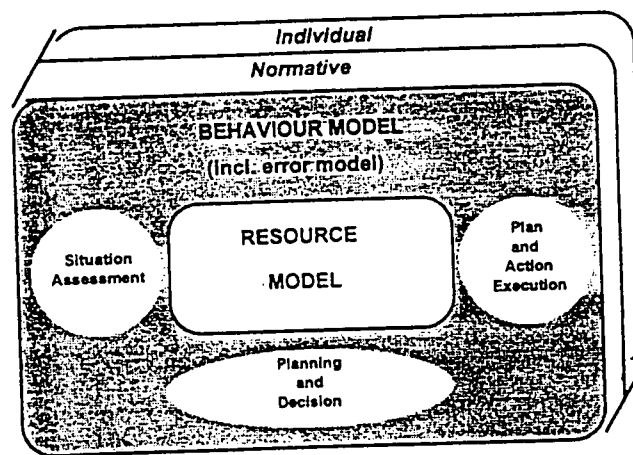 Individual
Normative
BEHAVIOUR MODEL
(incl. error model)
Situation
Assessment
RESOURCE
MODEL
Plan
and
Action
Execution
Planning
and
Decision